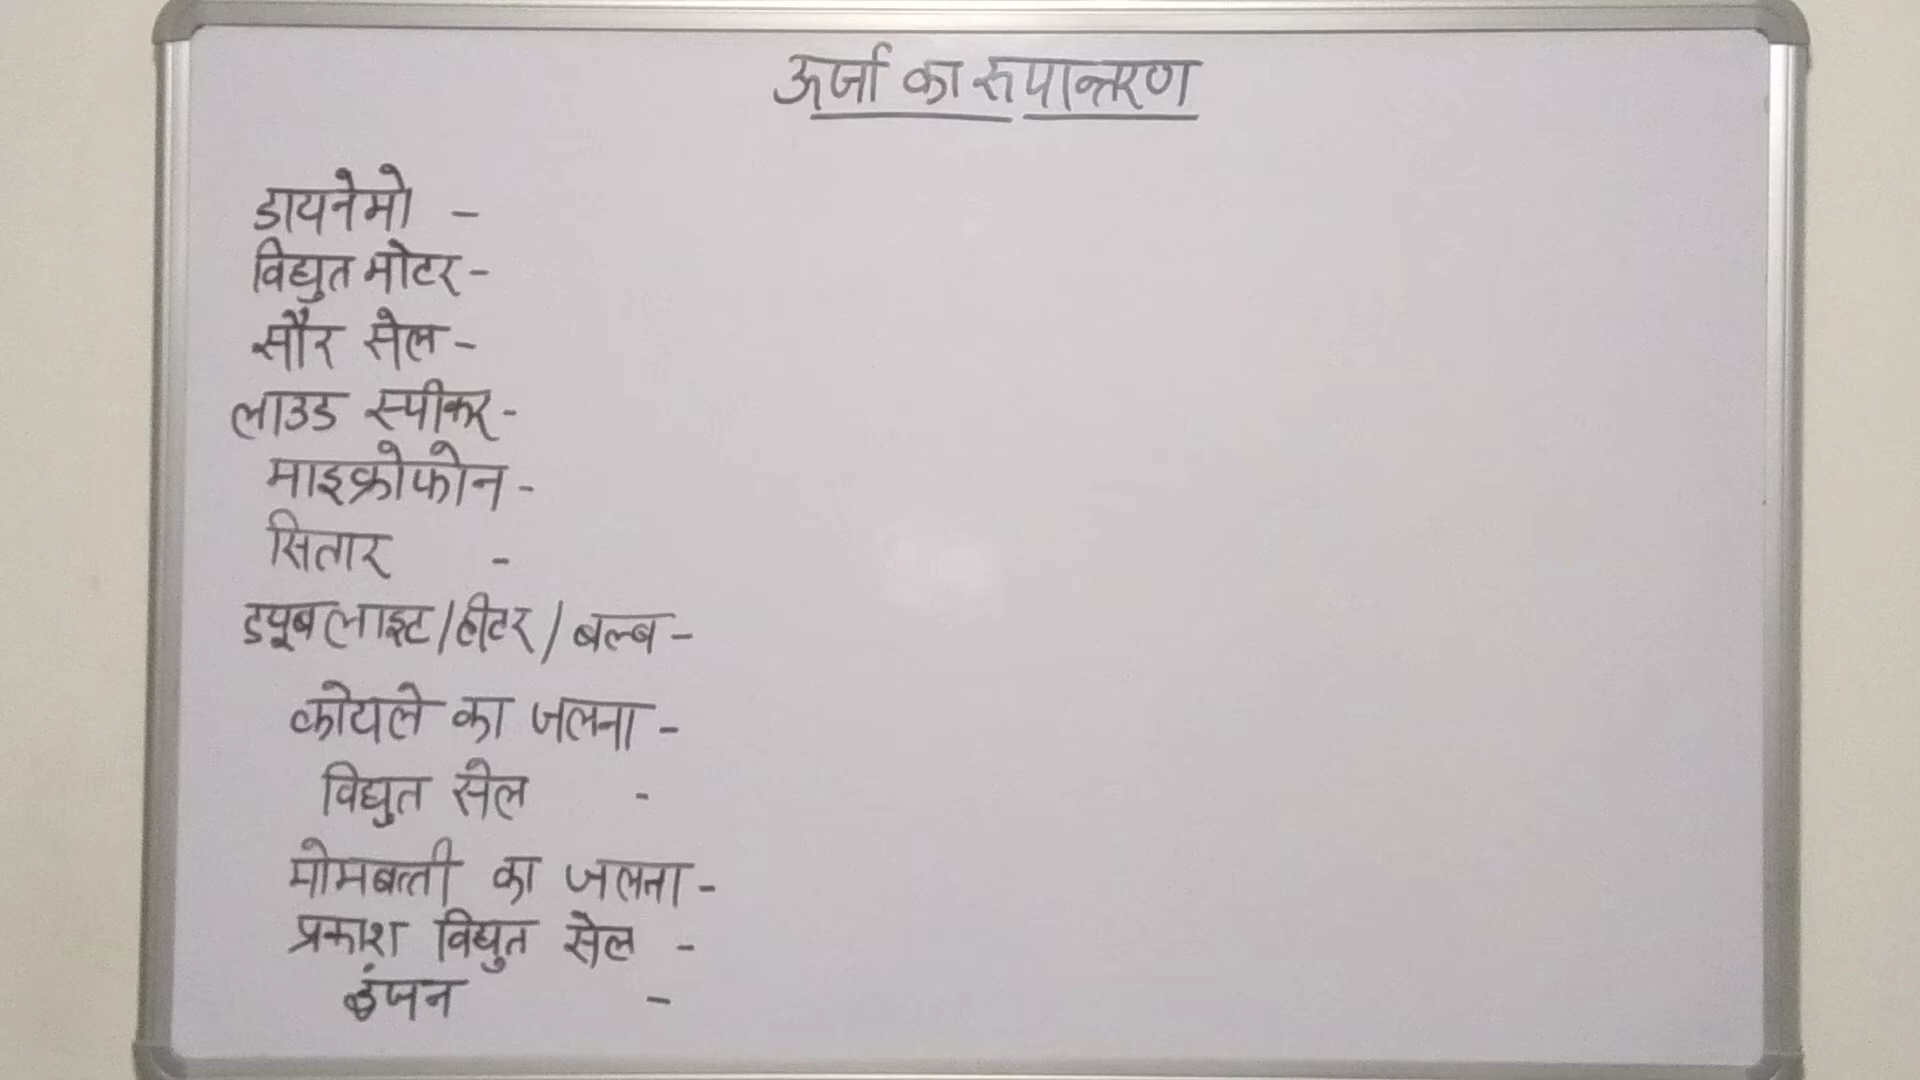 ऊर्जा का रूपान्तरण
डायनेमो -
विद्युत मोटर -
सौर सेल -
लाउड स्पीकर -
माइक्रोफोन -
सितार -
ट्यूबलाइट/हीटर/बल्ब -
कोयले का जलना -
विद्युत सेल -
मोमबत्ती का जलना -
प्रकाश विद्युत सेल -
इंजन -